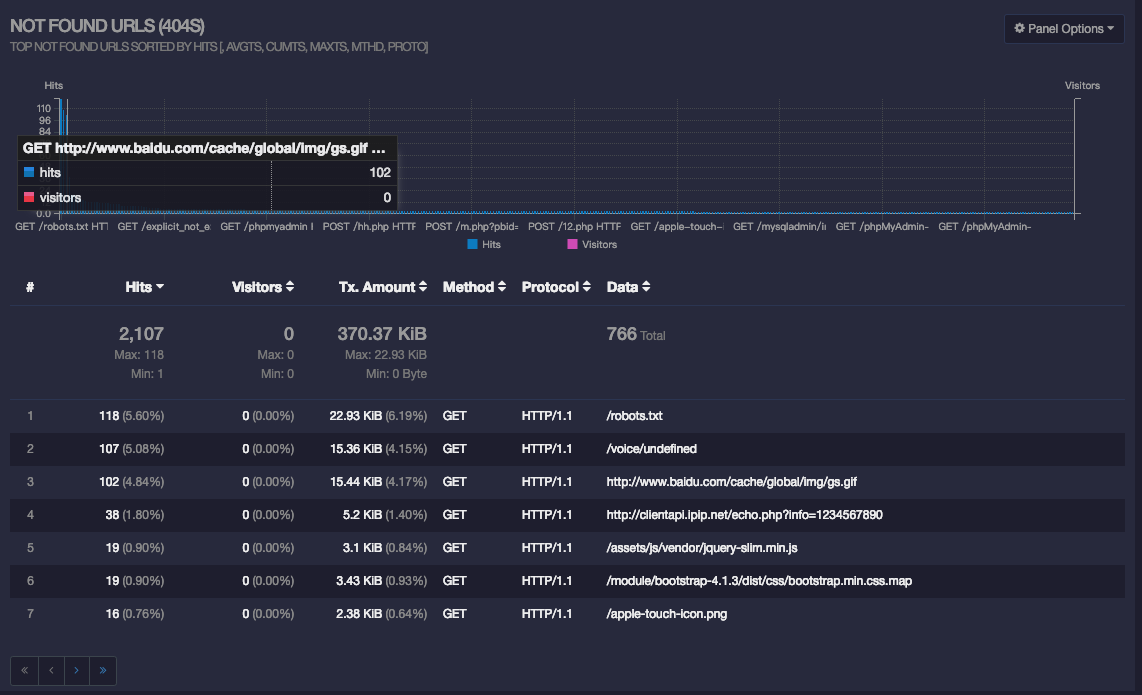 NOT FOUND URLS (404S)
Panel Options
TOP NOT FOUND URLS SORTED BY HITS [, AVGTS, CUMTS, MAXTS, MTHD, PROTO]
Hits
Visitors
110
96
84
GET http://www.baidu.com/cache/global/img/gs.gif ...
hits 102
visitors 0
0.0
GET /robots.txt HT GET /explicit_not_e GET /phpmyadmin POST /hh.php HTTP POST /m.php?pbid= POST /12.php HTTP GET /apple-touch- GET /mysqladmin/i GET /phpMyAdmin- GET /phpMyAdmin-
Hits Visitors
# Hits Visitors Tx. Amount Method Protocol Data
2,107 0 370.37 KiB 766 Total
Max: 118 Max: 0 Max: 22.93 KiB
Min: 1 Min: 0 Min: 0 Byte
1 118 (5.60%) 0 (0.00%) 22.93 KiB (6.19%) GET HTTP/1.1 /robots.txt
2 107 (5.08%) 0 (0.00%) 15.36 KiB (4.15%) GET HTTP/1.1 /voice/undefined
3 102 (4.84%) 0 (0.00%) 15.44 KiB (4.17%) GET HTTP/1.1 http://www.baidu.com/cache/global/img/gs.gif
4 38 (1.80%) 0 (0.00%) 5.2 KiB (1.40%) GET HTTP/1.1 http://clientapi.ipip.net/echo.php?info=1234567890
5 19 (0.90%) 0 (0.00%) 3.1 KiB (0.84%) GET HTTP/1.1 /assets/js/vendor/jquery-slim.min.js
6 19 (0.90%) 0 (0.00%) 3.43 KiB (0.93%) GET HTTP/1.1 /module/bootstrap-4.1.3/dist/css/bootstrap.min.css.map
7 16 (0.76%) 0 (0.00%) 2.38 KiB (0.64%) GET HTTP/1.1 /apple-touch-icon.png
« ‹ › »